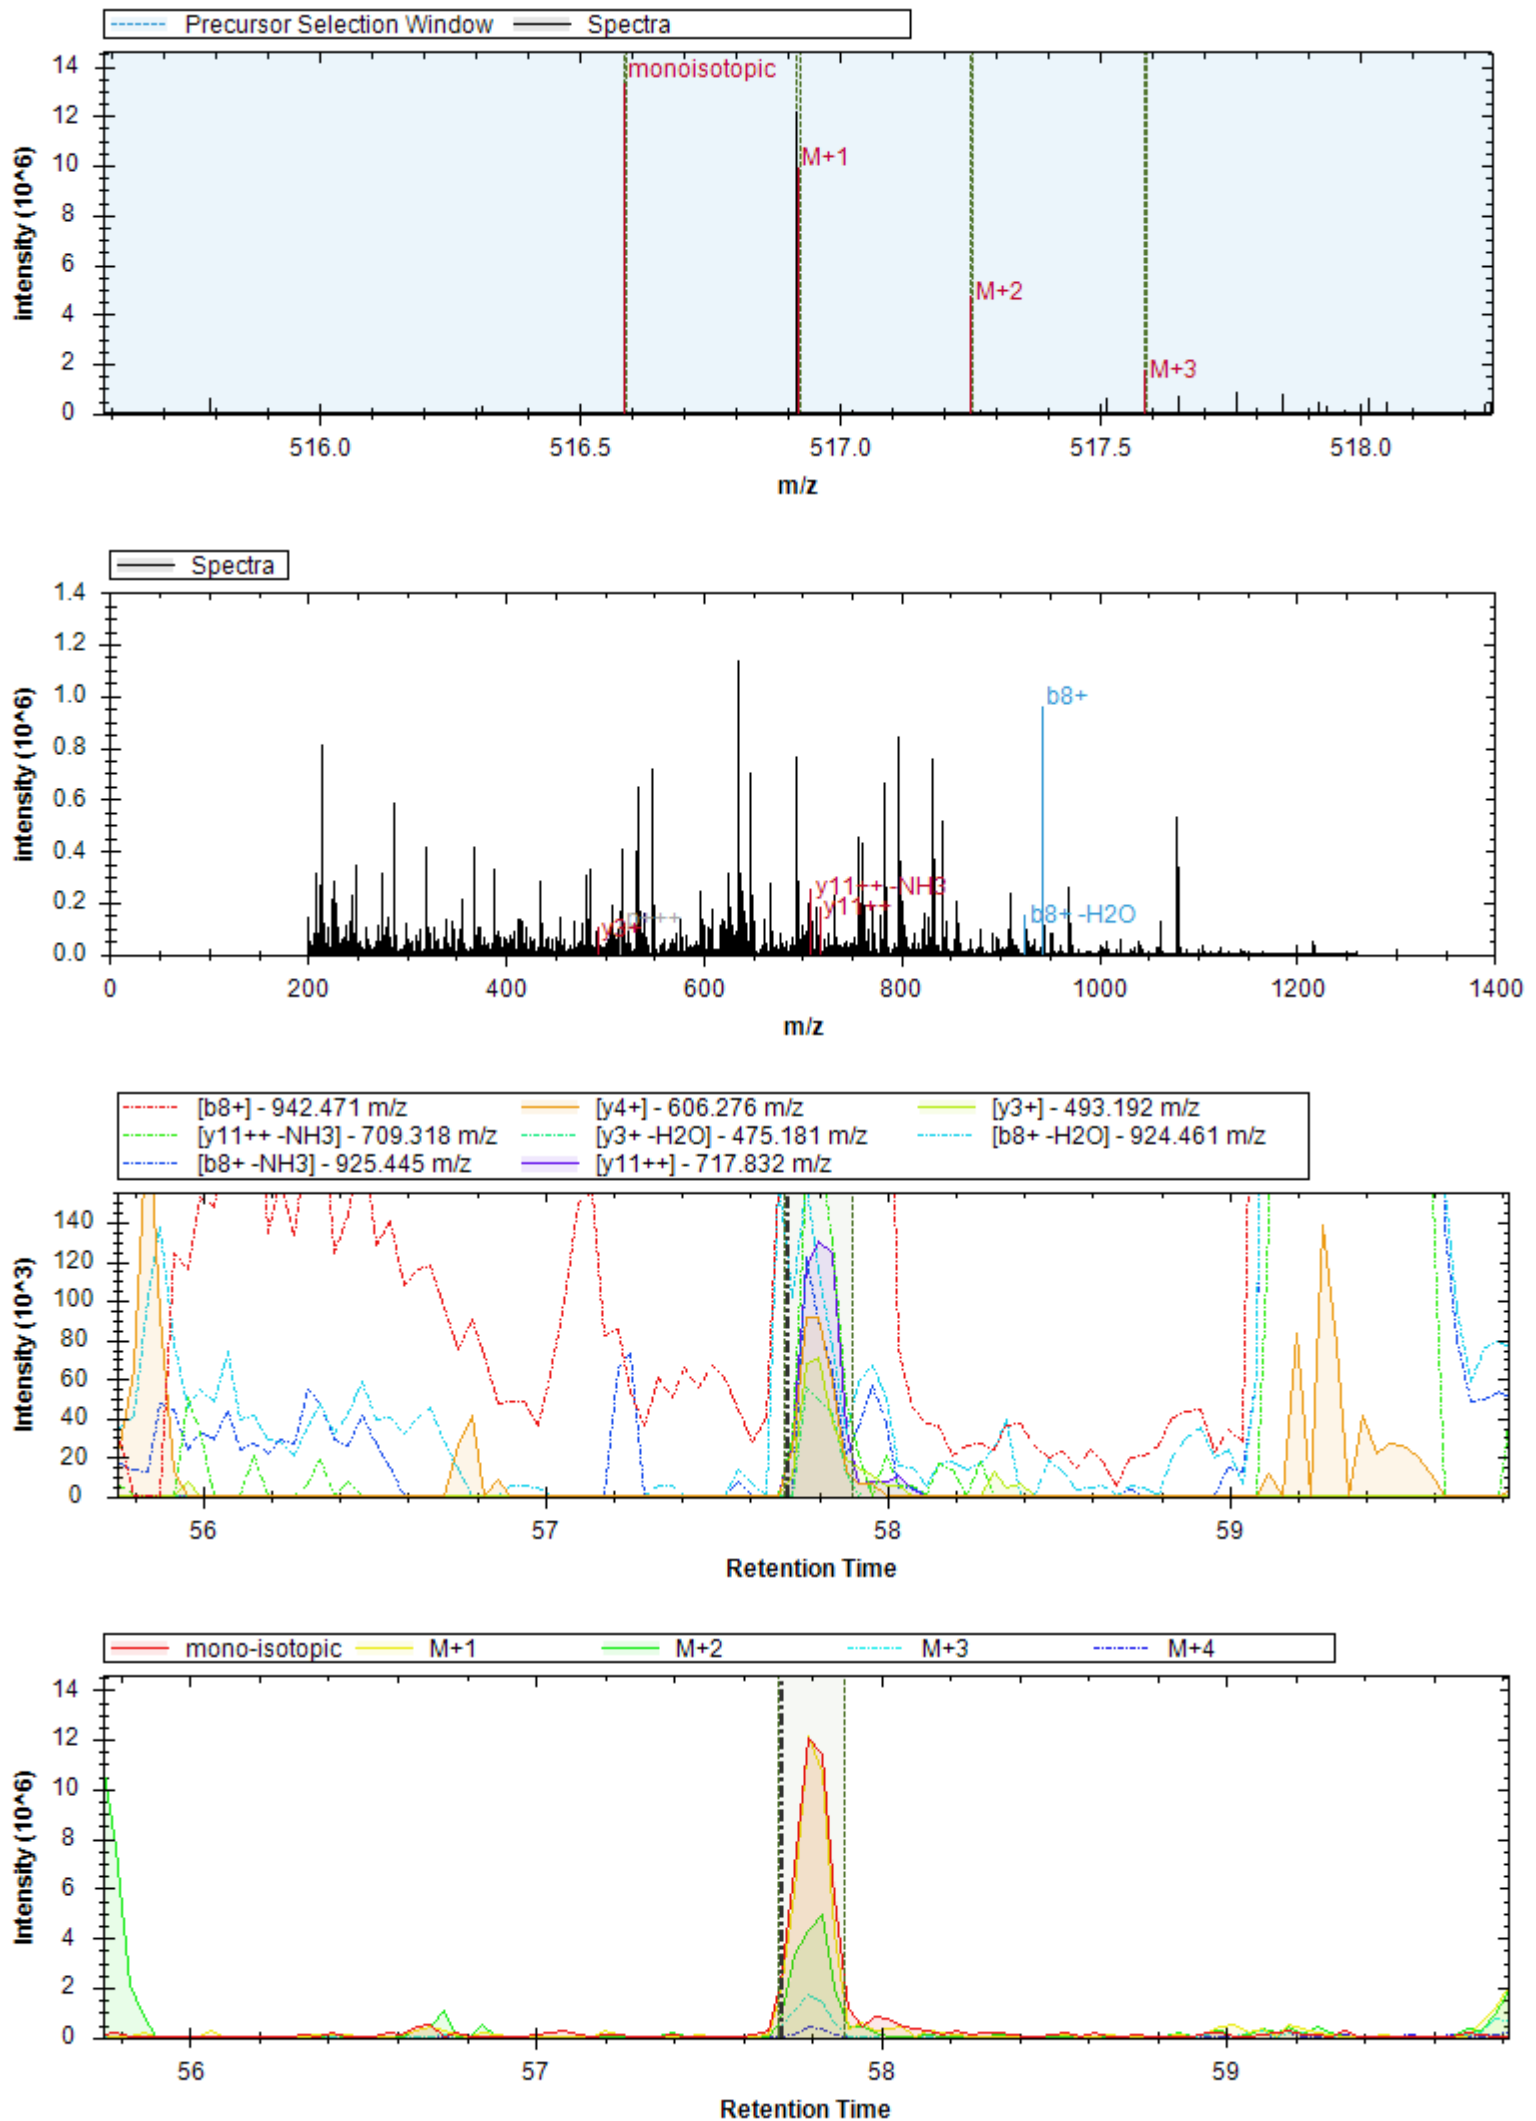 Precursor Selection Window Spectra
intensity (10^6)
14
12
10
8
6
4
2
0
monoisotopic
M+1
M+2
M+3
516.0 516.5 517.0 517.5 518.0
m/z
Spectra
intensity (10^6)
1.4
1.2
1.0
0.8
0.6
0.4
0.2
0.0
b8+
y11++ -NH3
y11++
b8+ -H2O
y3+
0 200 400 600 800 1000 1200 1400
m/z
[b8+] - 942.471 m/z [y4+] - 606.276 m/z [y3+] - 493.192 m/z
[y11++ -NH3] - 709.318 m/z [y3+ -H2O] - 475.181 m/z [b8+ -H2O] - 924.461 m/z
[b8+ -NH3] - 925.445 m/z [y11++] - 717.832 m/z
Intensity (10^3)
140
120
100
80
60
40
20
0
56 57 58 59
Retention Time
mono-isotopic M+1 M+2 M+3 M+4
Intensity (10^6)
14
12
10
8
6
4
2
0
56 57 58 59
Retention Time